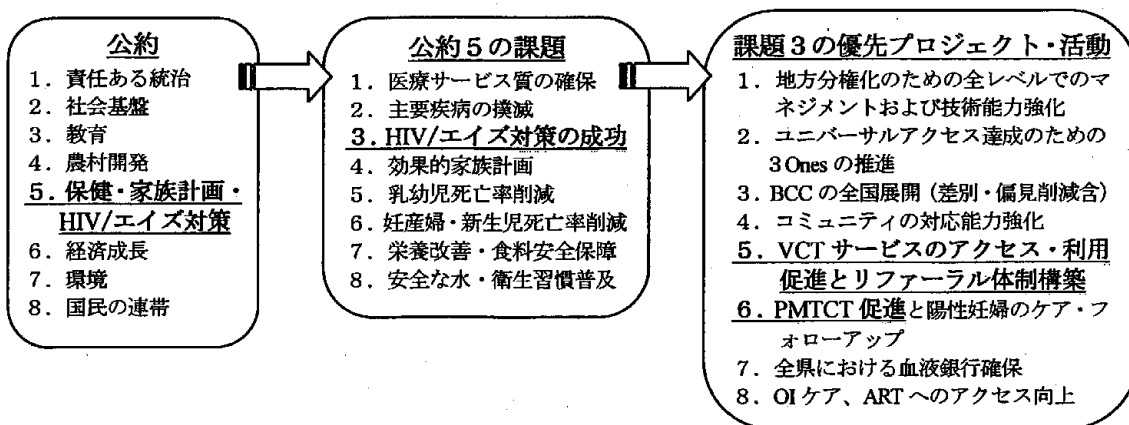 公約
1. 責任ある統治
2. 社会基盤
3. 教育
4. 農村開発
5. 保健・家族計画・
HIV/エイズ対策
6. 経済成長
7. 環境
8. 国民の連帯
公約5の課題
1. 医療サービス質の確保
2. 主要疾病の撲滅
3. HIV/エイズ対策の成功
4. 効果的家族計画
5. 乳幼児死亡率削減
6. 妊産婦・新生児死亡率削減
7. 栄養改善・食料安全保障
8. 安全な水・衛生習慣普及
課題3の優先プロジェクト・活動
1. 地方分権化のための全レベルでのマ
ネジメントおよび技術能力強化
2. ユニバーサルアクセス達成のための
3 Ones の推進
3. BCC の全国展開(差別・偏見削減含)
4. コミュニティの対応能力強化
5. VCT サービスのアクセス・利用
促進とリファーラル体制構築
6. PMTCT 促進と陽性妊婦のケア・フ
ォローアップ
7. 全県における血液銀行確保
8. OI ケア、ART へのアクセス向上